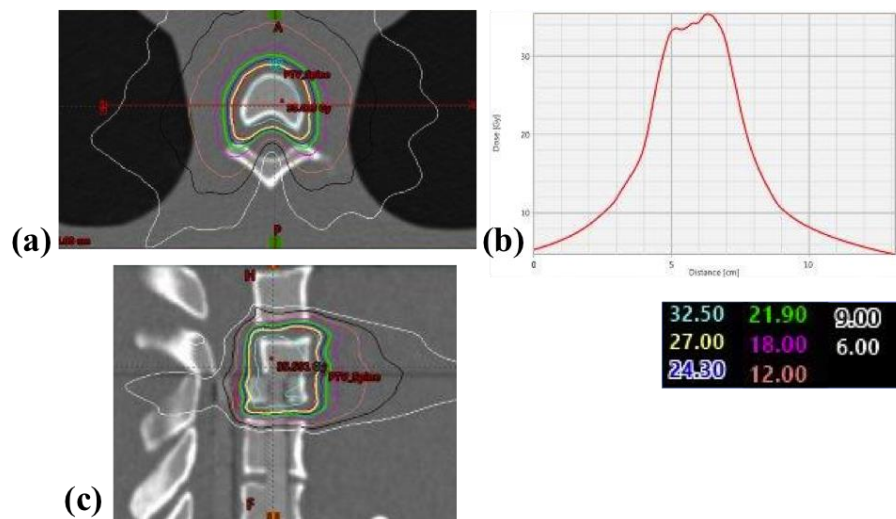 A
PTV_Spine
P
(a)
30
20
10
Dose [Gy]
0
5
10
Distance [cm]
(b)
H
PTV_Spine
F
(c)
32.50 21.90 9.00
27.00 18.00 6.00
24.30 12.00